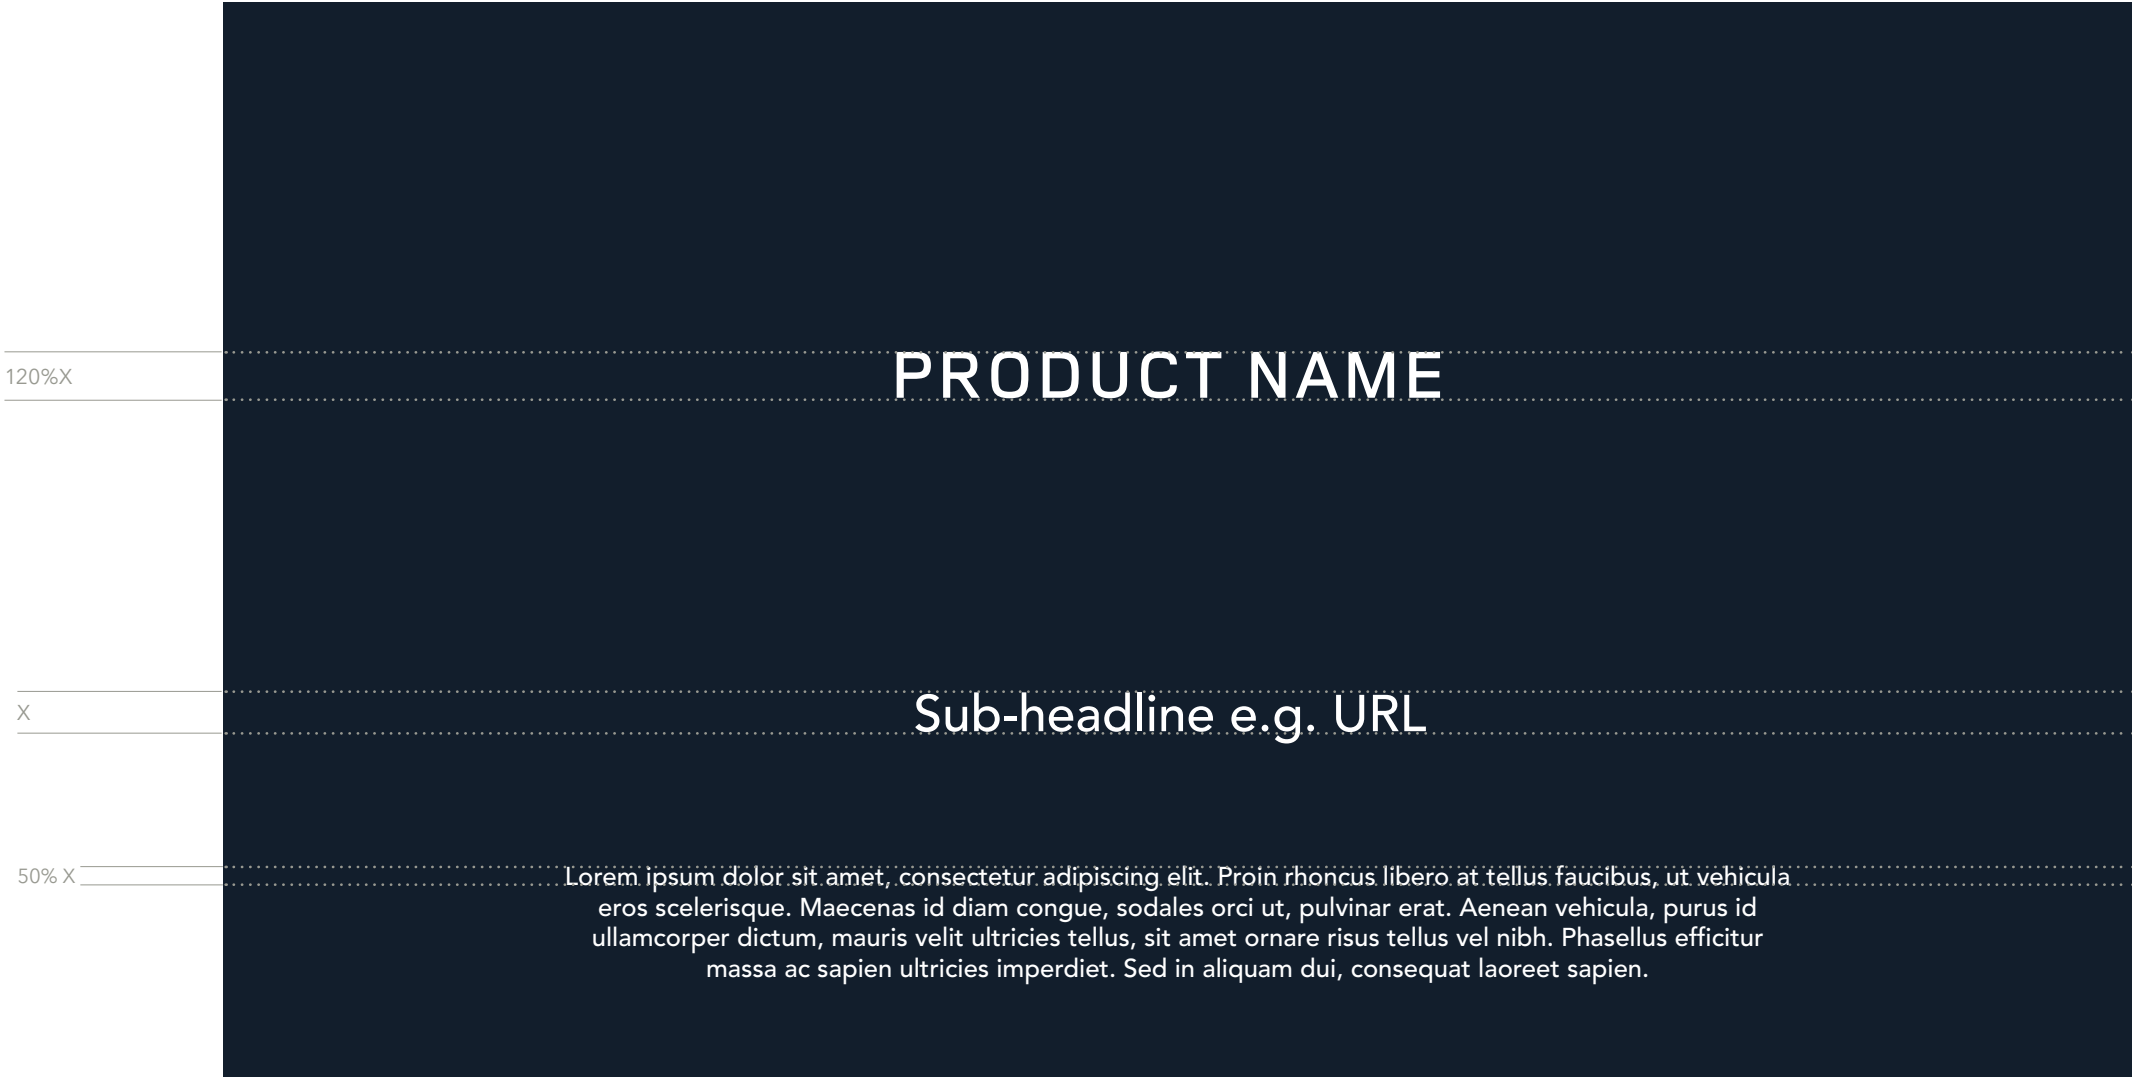 120%X
PRODUCT NAME
X
Sub-headline e.g. URL
50% X
Lorem ipsum dolor sit amet, consectetur adipiscing elit. Proin rhoncus libero at tellus faucibus, ut vehicula
eros scelerisque. Maecenas id diam congue, sodales orci ut, pulvinar erat. Aenean vehicula, purus id
ullamcorper dictum, mauris velit ultricies tellus, sit amet ornare risus tellus vel nibh. Phasellus efficitur
massa ac sapien ultricies imperdiet. Sed in aliquam dui, consequat laoreet sapien.